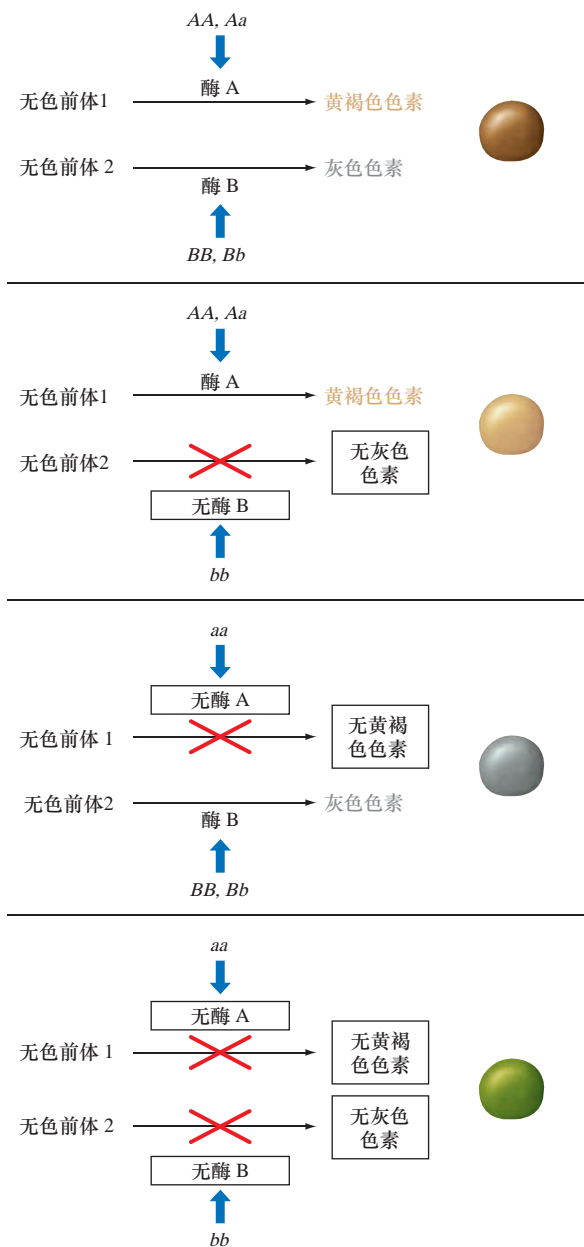 AA, Aa
酶 A
无色前体1
黄褐色色素
无色前体 2
灰色色素
酶 B
BB, Bb
AA, Aa
酶 A
无色前体1
黄褐色色素
无色前体2
无灰色
色素
无酶 B
bb
aa
无酶 A
无色前体 1
无黄褐
色色素
无色前体2
灰色色素
酶 B
BB, Bb
aa
无酶 A
无色前体 1
无黄褐
色色素
无色前体 2
无灰色
色素
无酶 B
bb